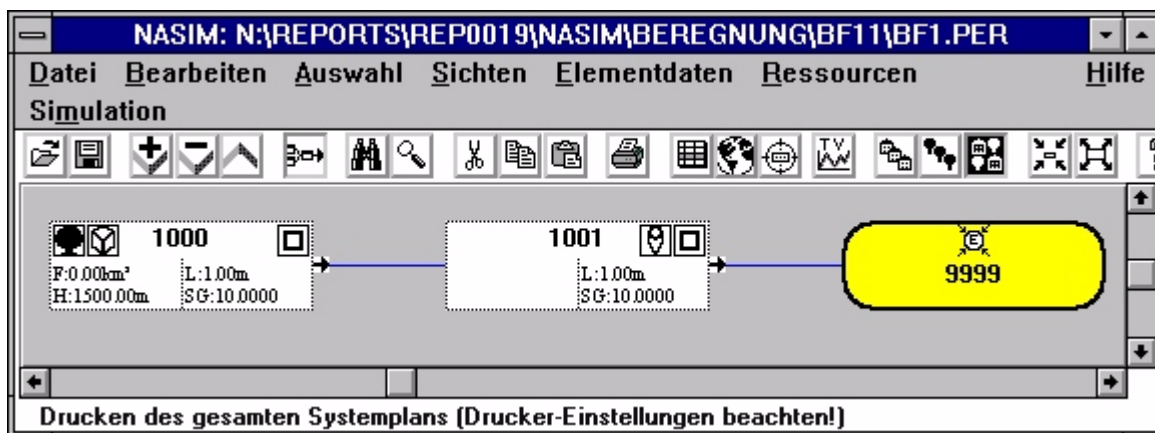 NASIM: N:\REPORTS\REP0019\NASIM\BEREGNUNG\BF11\BF1.PER
Datei Bearbeiten Auswahl Sichten Elementdaten Ressourcen Hilfe
Simulation
TV
1000
F:0.00km² L:1.00m
H:1500.00m SG:10.0000
1001
L:1.00m
SG:10.0000
E
9999
Drucken des gesamten Systemplans (Drucker-Einstellungen beachten!)